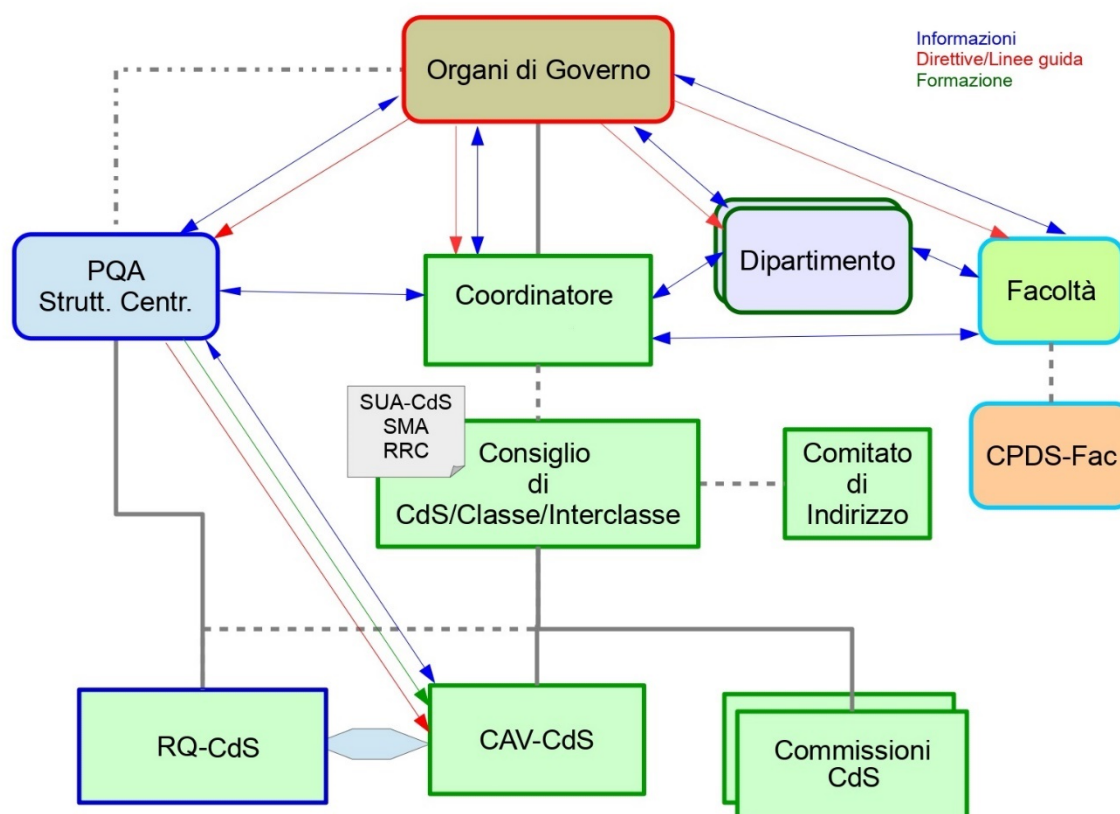 Organi di Governo
Informazioni
Direttive/Linee guida
Formazione
PQA
Strutt. Centr.
Coordinatore
Dipartimento
Facoltà
SUA-CdS
SMA
RRC
Consiglio
di
CdS/Classe/Interclasse
Comitato
di
Indirizzo
CPDS-Fac
RQ-CdS
CAV-CdS
Commissioni
CdS